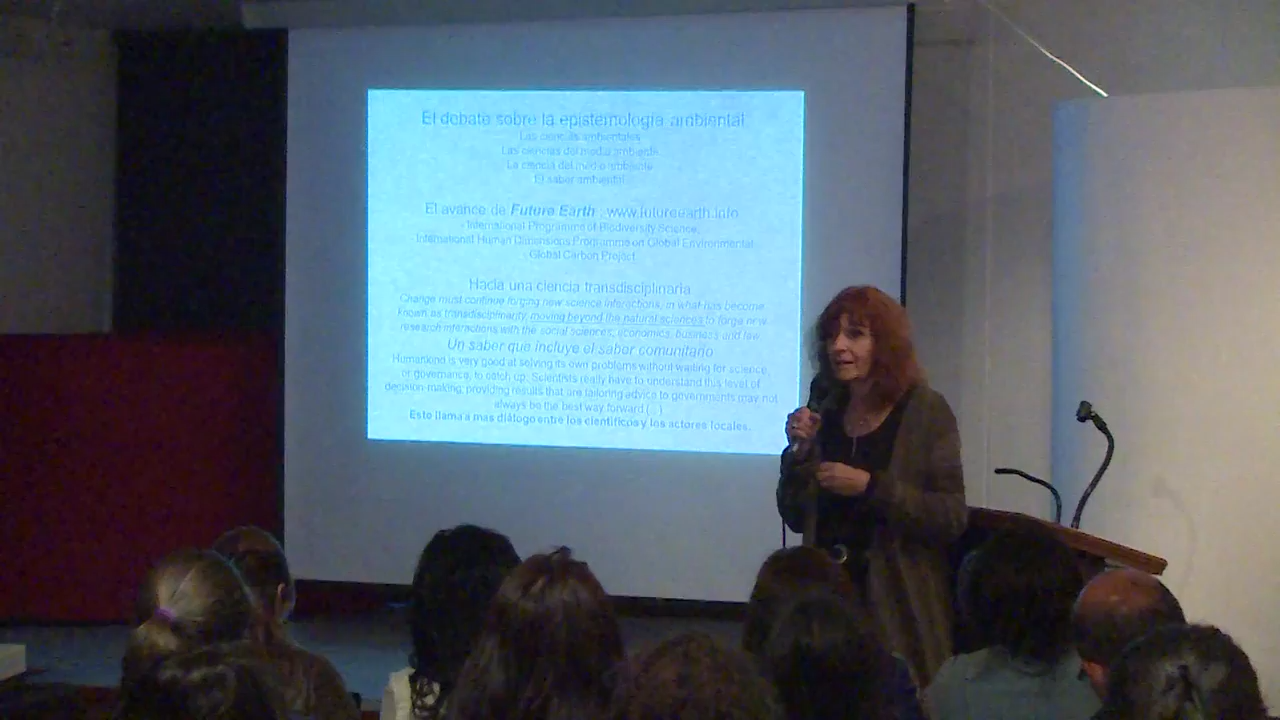 El debate sobre la epistemología ambiental
Las ciencias ambientales
Las ciencias del medio ambiente
La ciencia del medio ambiente
El saber ambiental
El avance de Future Earth www.futureearth.info
- International Programme of Biodiversity Science,
- International Human Dimensions Programme on Global Environmental
- Global Carbon Project.
Hacia una ciencia transdisciplinaria
Change must continue forging new science interactions, in what has become
known as transdisciplinarity, moving beyond the natural sciences to forge new
research interactions with the social sciences, economics, business and law.
Un saber que incluye el saber comunitario
Humankind is very good at solving its own problems without waiting for science,
or governance, to catch up. Scientists really have to understand this level of
decision-making; providing results that are tailoring advice to governments may not
always be the best way forward (...)
Esto llama a mas diálogo entre los científicos y los actores locales.